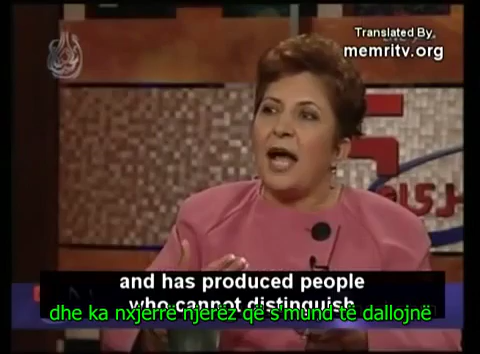 Translated By
memritv.org
and has produced people
who cannot distinguish
dhe ka nxjerrë njerëz që s'mund të dallojnë